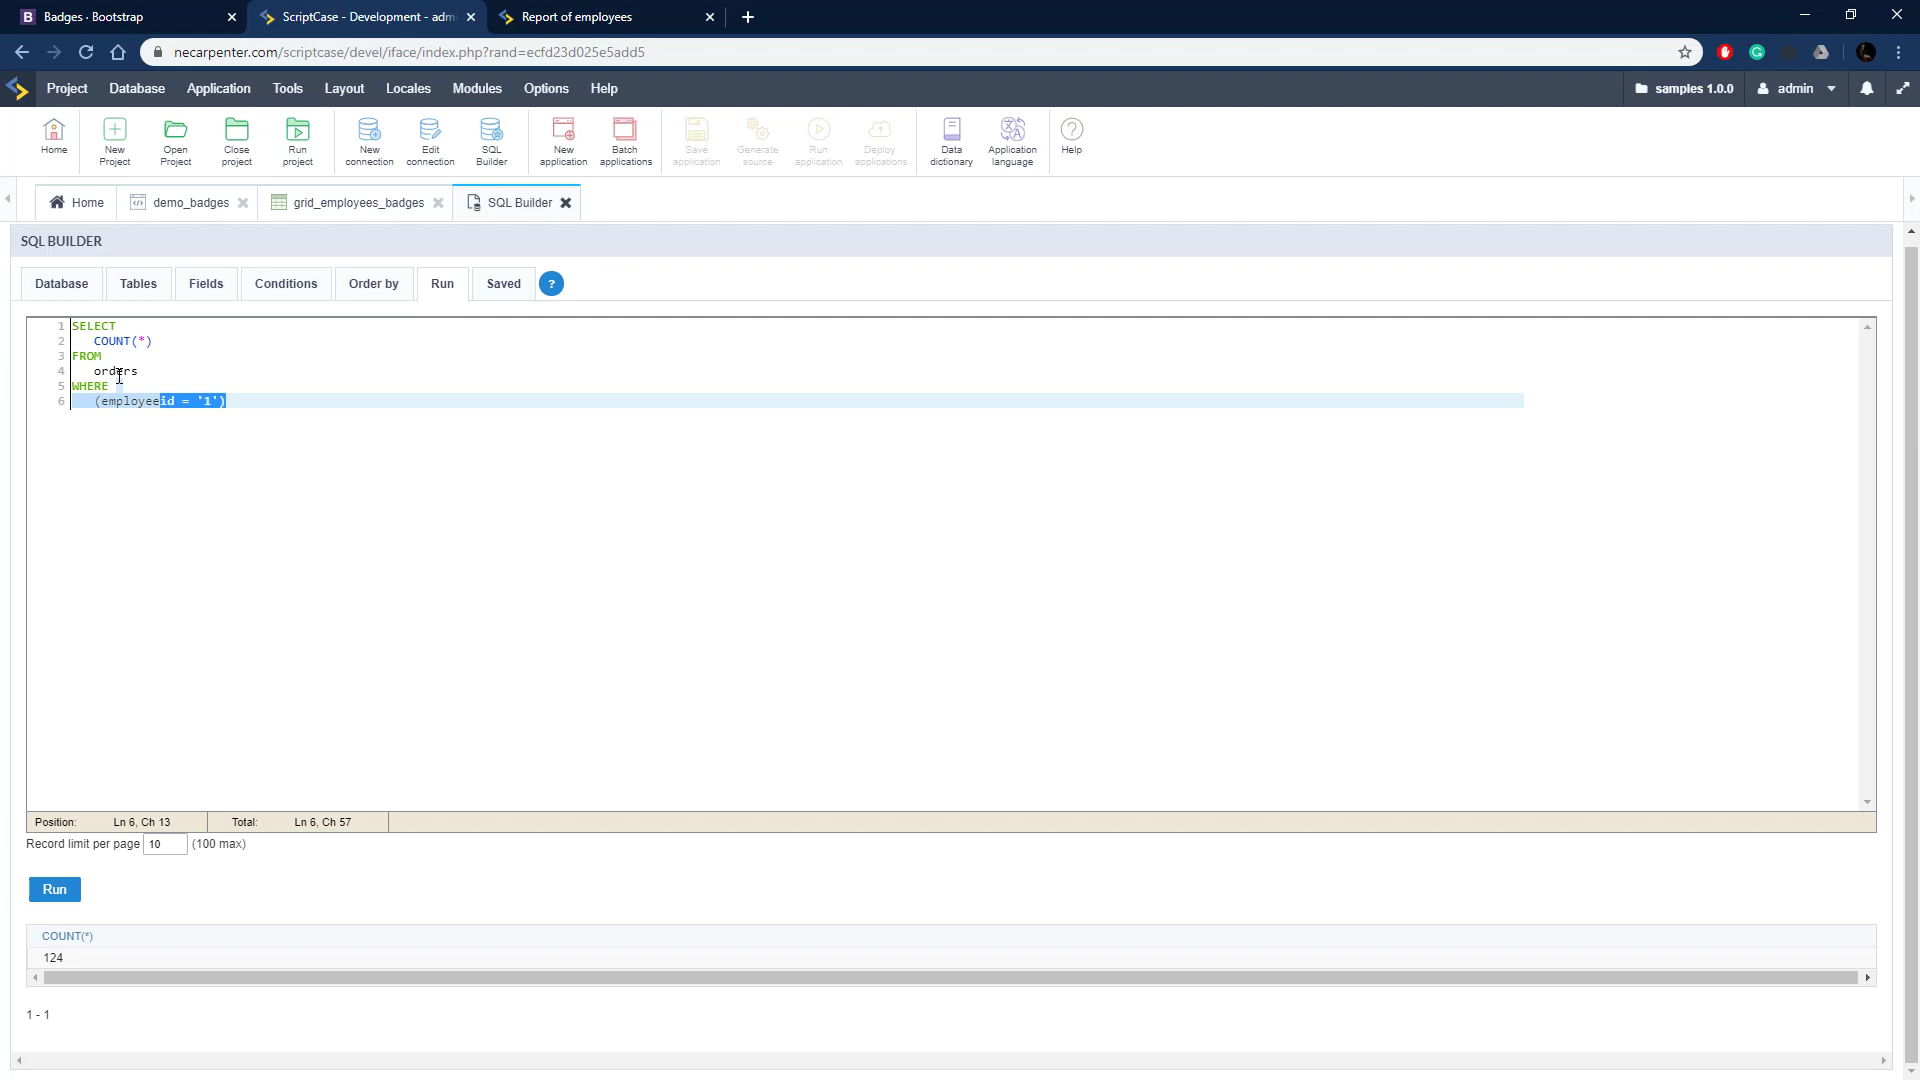 Badges · Bootstrap
ScriptCase - Development - adm
Report of employees
necarpenter.com/scriptcase/devel/iface/index.php?rand=ecfd23d025e5add5
Project Database Application Tools Layout Locales Modules Options Help
samples 1.0.0
admin
Home
New Project
Open Project
Close project
Run project
New connection
Edit connection
SQL Builder
New application
Batch applications
Save application
Generate source
Run application
Deploy applications
Data dictionary
Application language
Help
Home
demo_badges
grid_employees_badges
SQL Builder
SQL BUILDER
Database Tables Fields Conditions Order by Run Saved ?
1 SELECT
2 COUNT(*)
3 FROM
4 orders
5 WHERE
6 (employeeid = '1')
Position: Ln 6, Ch 13 Total: Ln 6, Ch 57
Record limit per page 10 (100 max)
Run
COUNT(*)
124
1 - 1